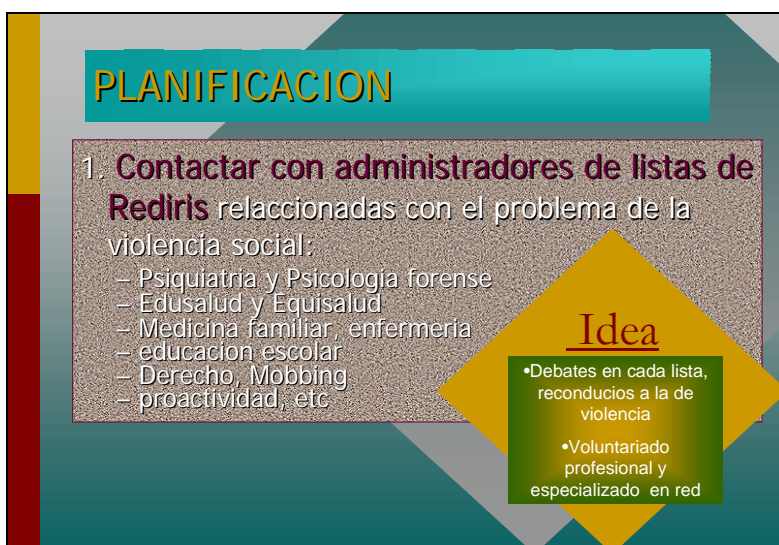 PLANIFICACION
1. Contactar con administradores de listas de
Rediris relaccionadas con el problema de la
violencia social:
– Psiquiatria y Psicologia forense
– Edusalud y Equisalud
– Medicina familiar, enfermeria
– educacion escolar
– Derecho, Mobbing
– proactividad, etc
Idea
•Debates en cada lista,
reconducios a la de
violencia
•Voluntariado
profesional y
especializado en red